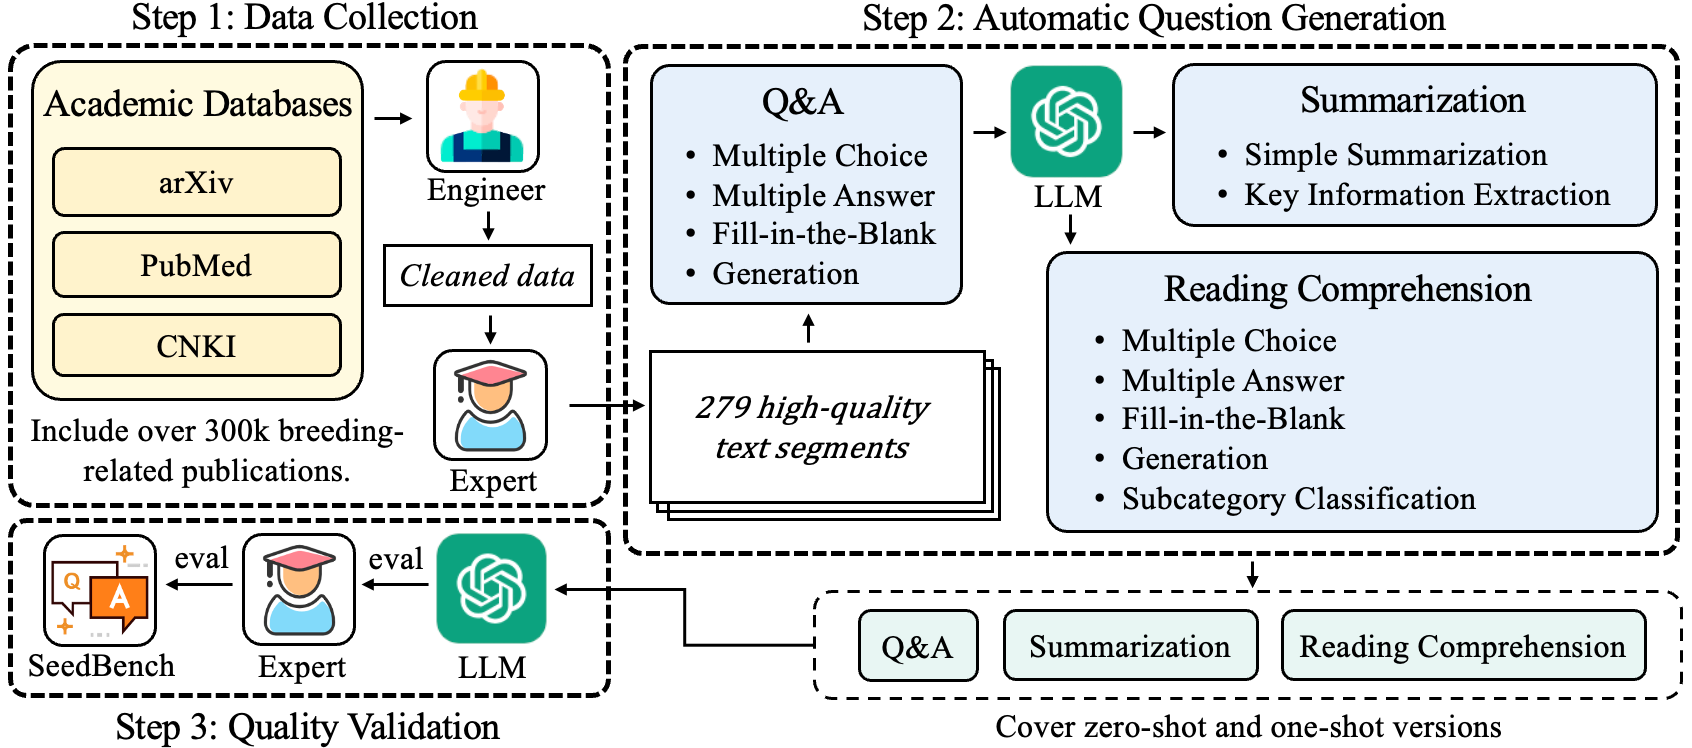 Step 1: Data Collection
Academic Databases
arXiv
PubMed
CNKI
Include over 300k breeding-
related publications.
Engineer
Cleaned data
Expert
Step 2: Automatic Question Generation
Q&A
• Multiple Choice
• Multiple Answer
• Fill-in-the-Blank
• Generation
279 high-quality
text segments
LLM
Summarization
• Simple Summarization
• Key Information Extraction
Reading Comprehension
• Multiple Choice
• Multiple Answer
• Fill-in-the-Blank
• Generation
• Subcategory Classification
Q&A
Summarization
Reading Comprehension
Cover zero-shot and one-shot versions
LLM
eval
Expert
eval
Q
A
SeedBench
Step 3: Quality Validation